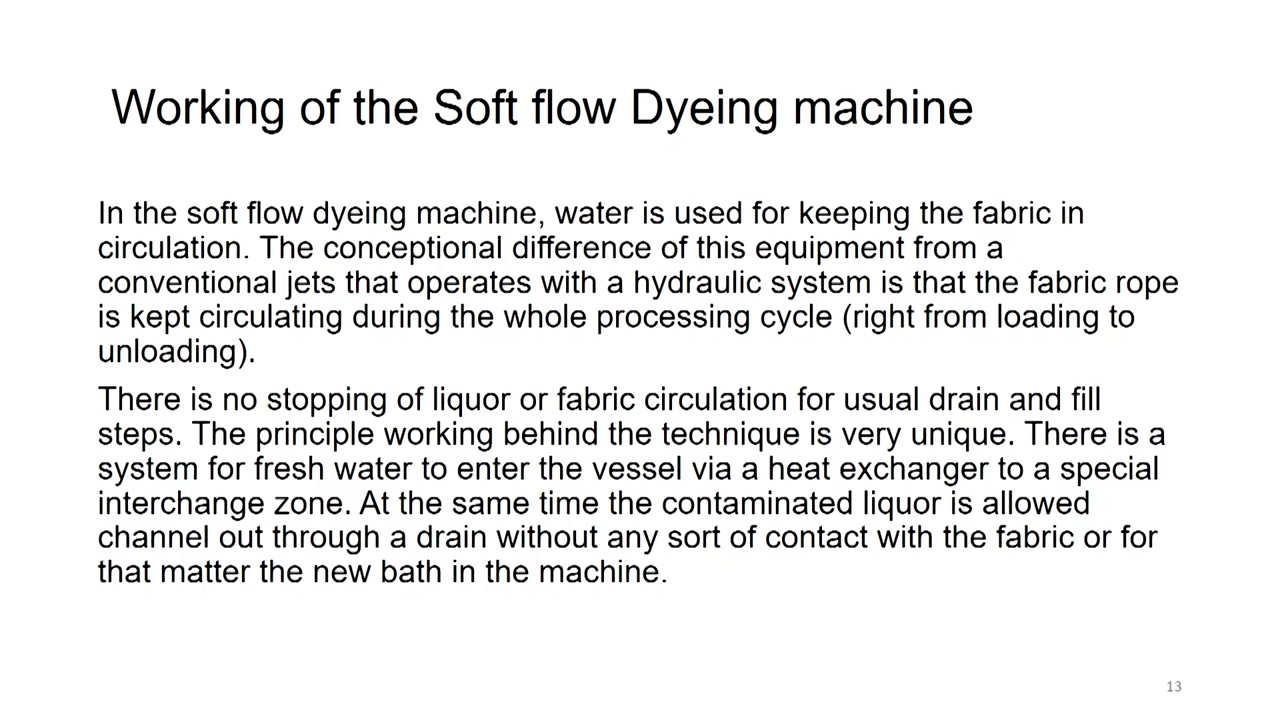 Working of the Soft flow Dyeing machine
In the soft flow dyeing machine, water is used for keeping the fabric in
circulation. The conceptional difference of this equipment from a
conventional jets that operates with a hydraulic system is that the fabric rope
is kept circulating during the whole processing cycle (right from loading to
unloading).
There is no stopping of liquor or fabric circulation for usual drain and fill
steps. The principle working behind the technique is very unique. There is a
system for fresh water to enter the vessel via a heat exchanger to a special
interchange zone. At the same time the contaminated liquor is allowed
channel out through a drain without any sort of contact with the fabric or for
that matter the new bath in the machine.
13